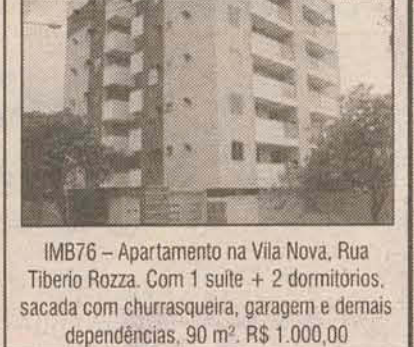 IMB76 – Apartamento na Vila Nova, Rua
Tiberio Rozza. Com 1 suíte + 2 dormitórios,
sacada com churrasqueira, garagem e demais
dependências, 90 m². R$ 1.000,00